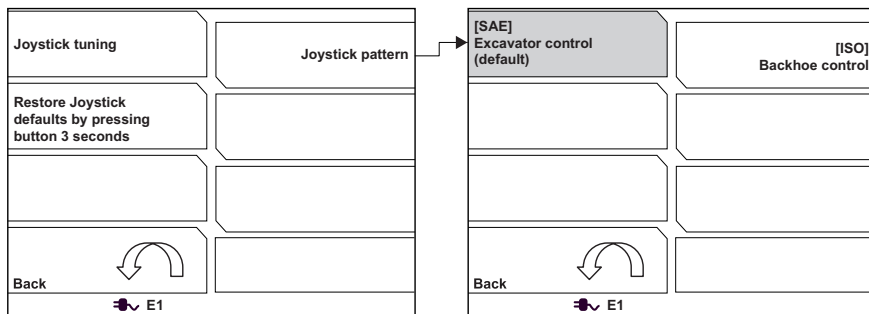 Joystick tuning
Joystick pattern
Restore Joystick
defaults by pressing
button 3 seconds
Back
E1
[SAE]
Excavator control
(default)
[ISO]
Backhoe control
Back
E1